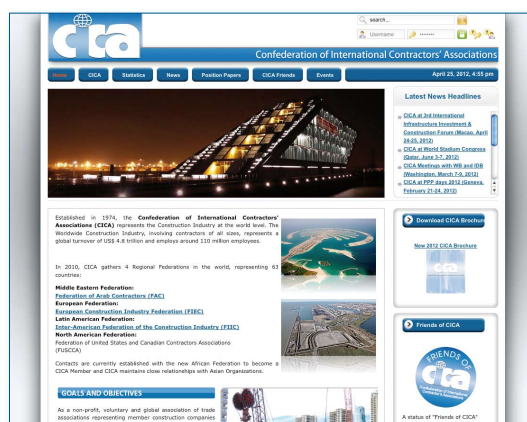 cica
search...
Username
Confederation of International Contractors' Associations
Home CICA Statistics News Position Papers CICA Friends Events April 25, 2012, 4:55 pm
Latest News Headlines
CICA at 3rd International
Infrastructure Investment &
Construction Forum (Macao, April
24-25, 2012)
CICA at World Stadium Congress
(Qatar, June 3-7, 2012)
CICA Meetings with WB and IDB
(Washington, March 7-9, 2012)
CICA at PPP days 2012 (Geneva,
February 21-24, 2012)
Established in 1974, the Confederation of International Contractors'
Associations (CICA) represents the Construction Industry at the world level. The
Worldwide Construction Industry, involving contractors of all sizes, represents a
global turnover of US$ 4.8 trillion and employs around 110 million employees.
In 2010, CICA gathers 4 Regional Federations in the world, representing 63
countries:
Middle Eastern Federation:
Federation of Arab Contractors (FAC)
European Federation:
European Construction Industry Federation (FIEC)
Latin American Federation:
Inter-American Federation of the Construction Industry (FIIC)
North American Federation:
Federation of United States and Canadian Contractors Associations
(FUSCCA)
Contacts are currently established with the new African Federation to become a
CICA Member and CICA maintains close relationships with Asian Organizations.
GOALS AND OBJECTIVES
As a non-profit, voluntary and global association of trade
associations representing member construction companies
Download CICA Brochure
New 2012 CICA Brochure
Friends of CICA
FRIENDS OF
cica
Confederation of International
Contractors' Associations
A status of "Friends of CICA"